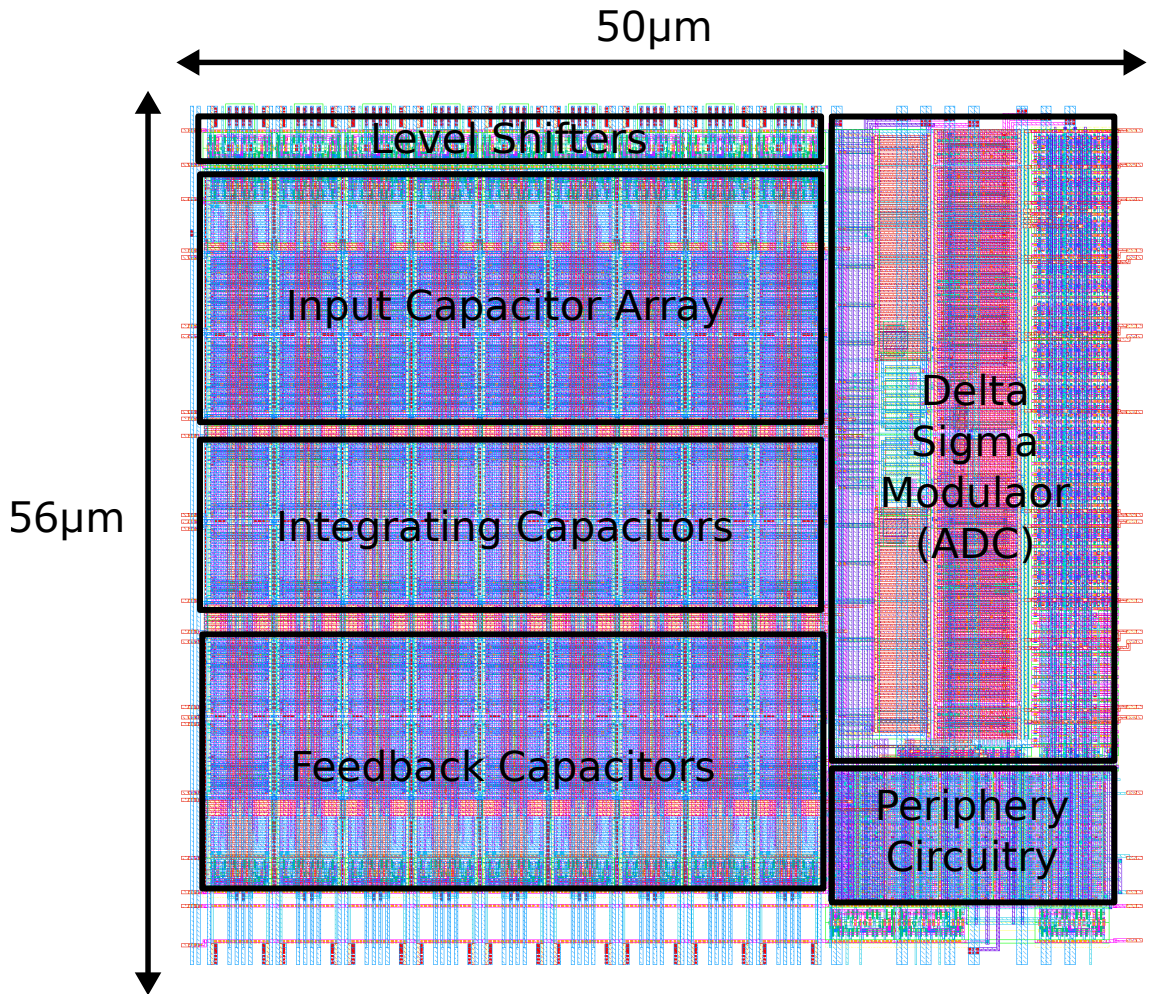 50µm
Level Shifters
Input Capacitor Array
Delta
Sigma
Modulaor
(ADC)
56µm
Integrating Capacitors
Feedback Capacitors
Periphery
Circuitry